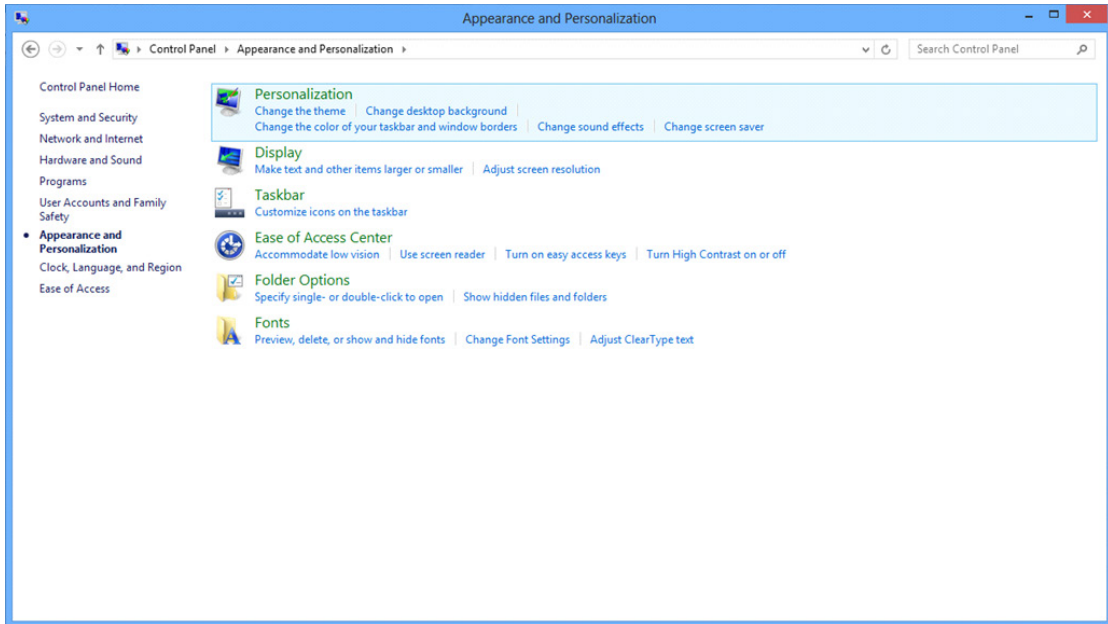 Appearance and Personalization
Control Panel Appearance and Personalization
Search Control Panel
Control Panel Home
System and Security
Network and Internet
Hardware and Sound
Programs
User Accounts and Family
Safety
Appearance and
Personalization
Clock, Language, and Region
Ease of Access
Personalization
Change the theme Change desktop background
Change the color of your taskbar and window borders Change sound effects Change screen saver
Display
Make text and other items larger or smaller Adjust screen resolution
Taskbar
Customize icons on the taskbar
Ease of Access Center
Accommodate low vision Use screen reader Turn on easy access keys Turn High Contrast on or off
Folder Options
Specify single- or double-click to open Show hidden files and folders
Fonts
Preview, delete, or show and hide fonts Change Font Settings Adjust ClearType text